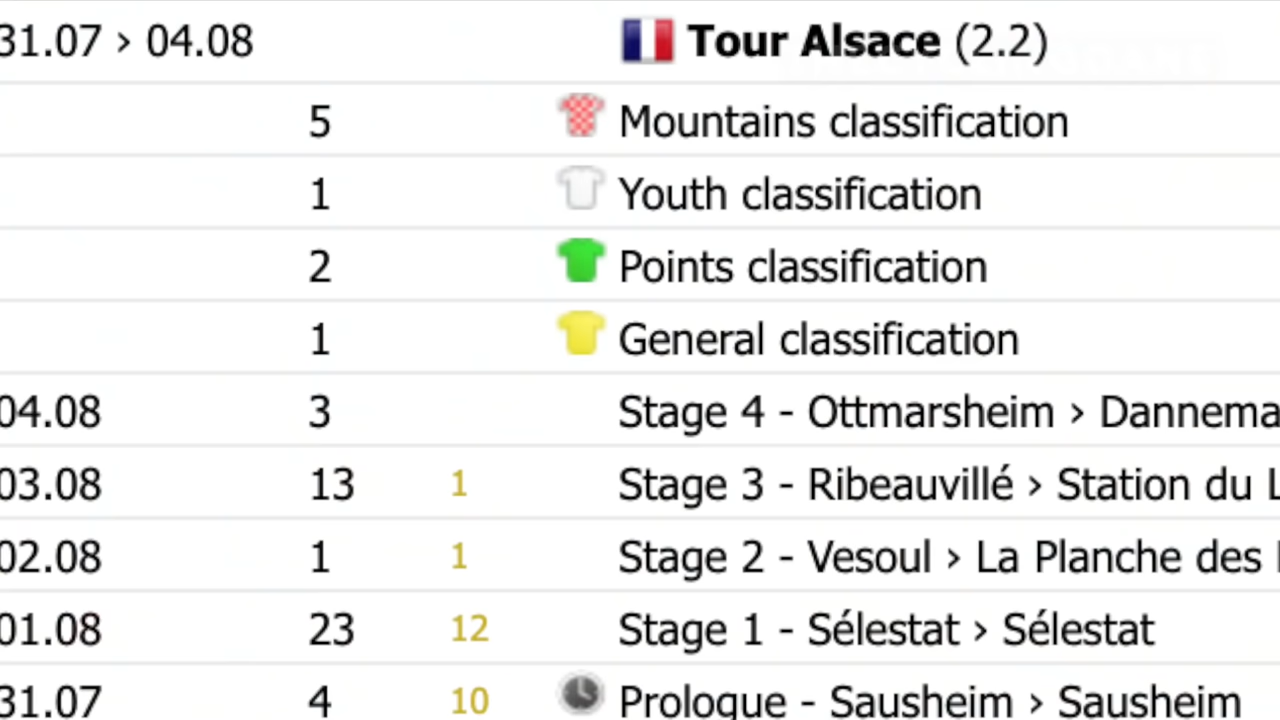 31.07 › 04.08 Tour Alsace (2.2)
5 Mountains classification
1 Youth classification
2 Points classification
1 General classification
04.08 3 Stage 4 - Ottmarsheim › Dannema
03.08 13 1 Stage 3 - Ribeauvillé › Station du L
02.08 1 1 Stage 2 - Vesoul › La Planche des
01.08 23 12 Stage 1 - Sélestat › Sélestat
31.07 4 10 Prologue - Sausheim › Sausheim